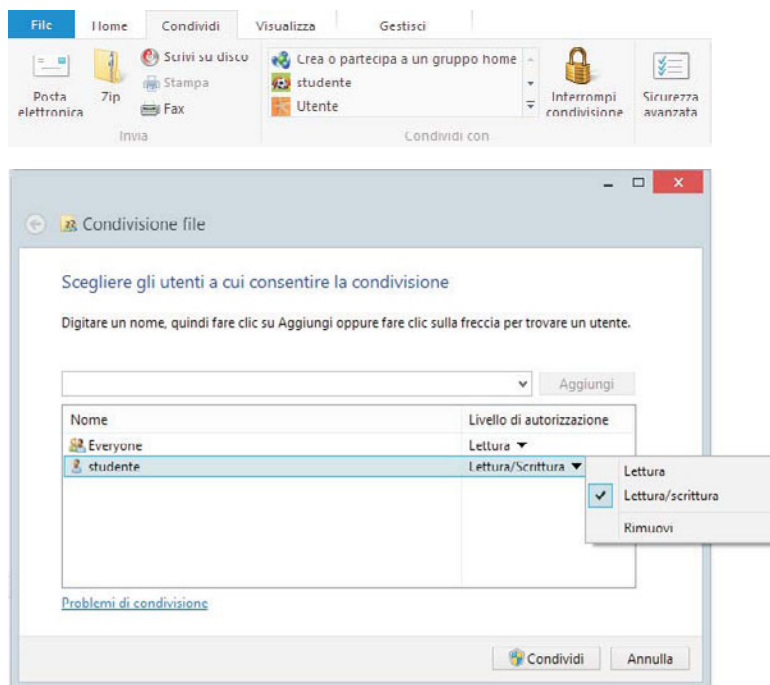 File Home Condividi Visualizza Gestisci
Posta elettronica
Zip
Scrivi su disco
Stampa
Fax
Invia
Crea o partecipa a un gruppo home
studente
Utente
Condividi con
Interrompi condivisione
Sicurezza avanzata
Condivisione file
Scegliere gli utenti a cui consentire la condivisione
Digitare un nome, quindi fare clic su Aggiungi oppure fare clic sulla freccia per trovare un utente.
Aggiungi
Nome Livello di autorizzazione
Everyone Lettura
studente Lettura/Scrittura
Lettura
Lettura/scrittura
Rimuovi
Problemi di condivisione
Condividi Annulla